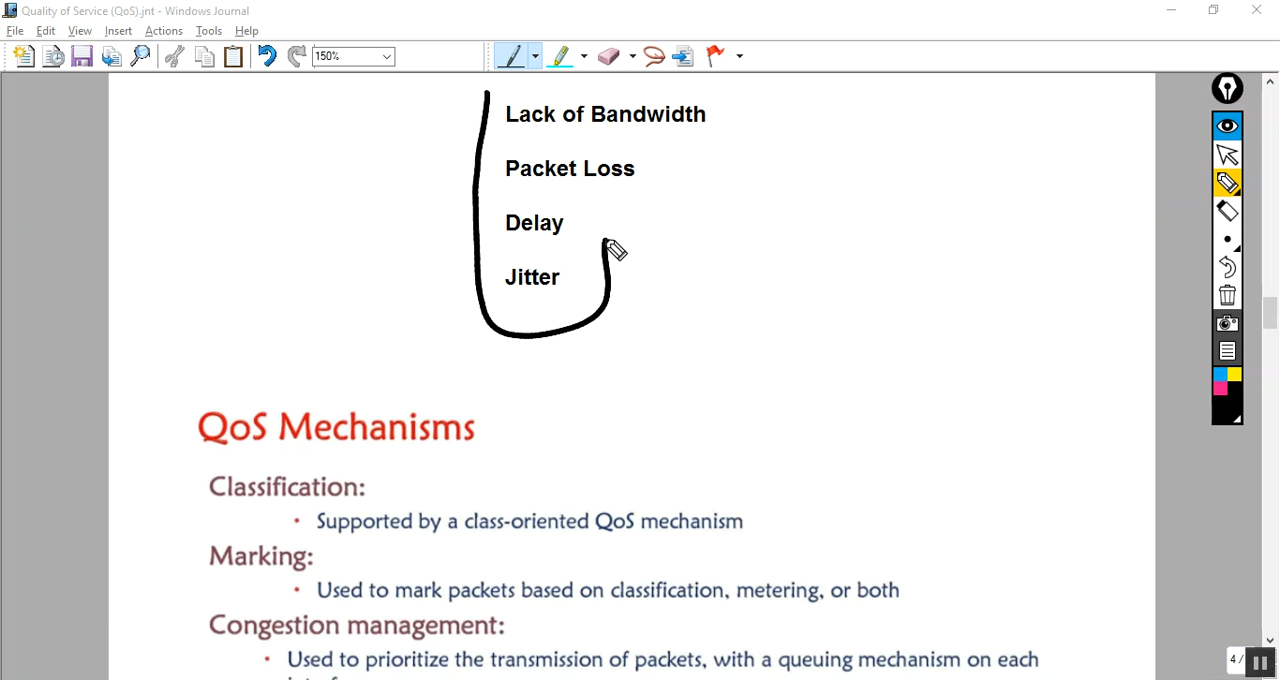 Quality of Service (QoS).jnt - Windows Journal
File Edit View Insert Actions Tools Help
150%
Lack of Bandwidth
Packet Loss
Delay
Jitter
QoS Mechanisms
Classification:
• Supported by a class-oriented QoS mechanism
Marking:
• Used to mark packets based on classification, metering, or both
Congestion management:
• Used to prioritize the transmission of packets, with a queuing mechanism on each
4 /